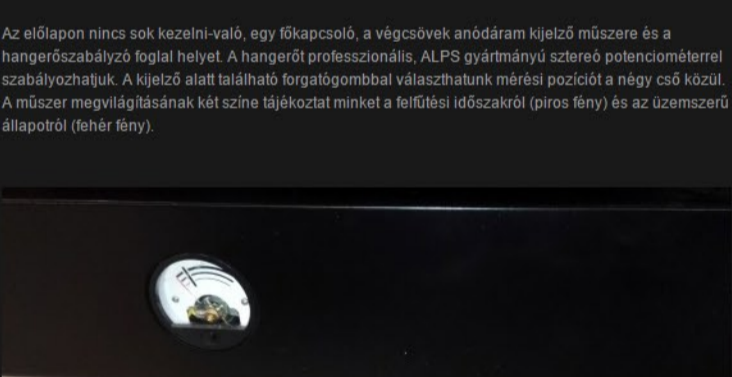 Az előlapon nincs sok kezelni-való, egy főkapcsoló, a végcsövek anódáram kijelző műszere és a
hangerőszabályzó foglal helyet. A hangerőt professzionális, ALPS gyártmányú sztereó potenciométerrel
szabályozhatjuk. A kijelző alatt található forgatógombbal választhatunk mérési pozíciót a négy cső közül.
A műszer megvilágításának két színe tájékoztat minket a felfűtési időszakról (piros fény) és az üzemszerű
állapotról (fehér fény).